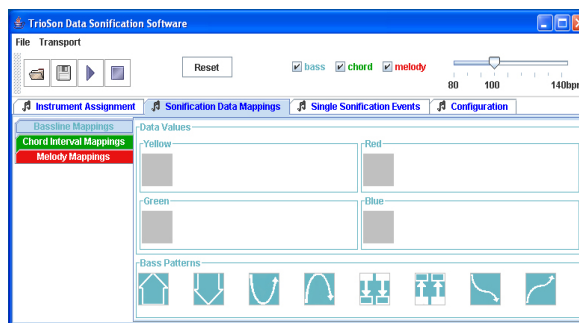 TrioSon Data Sonification Software
File Transport
Reset bass chord melody
80 100 140bpm
Instrument Assignment Sonification Data Mappings Single Sonification Events Configuration
Bassline Mappings
Chord Interval Mappings
Melody Mappings
Data Values
Yellow Red
Green Blue
Bass Patterns